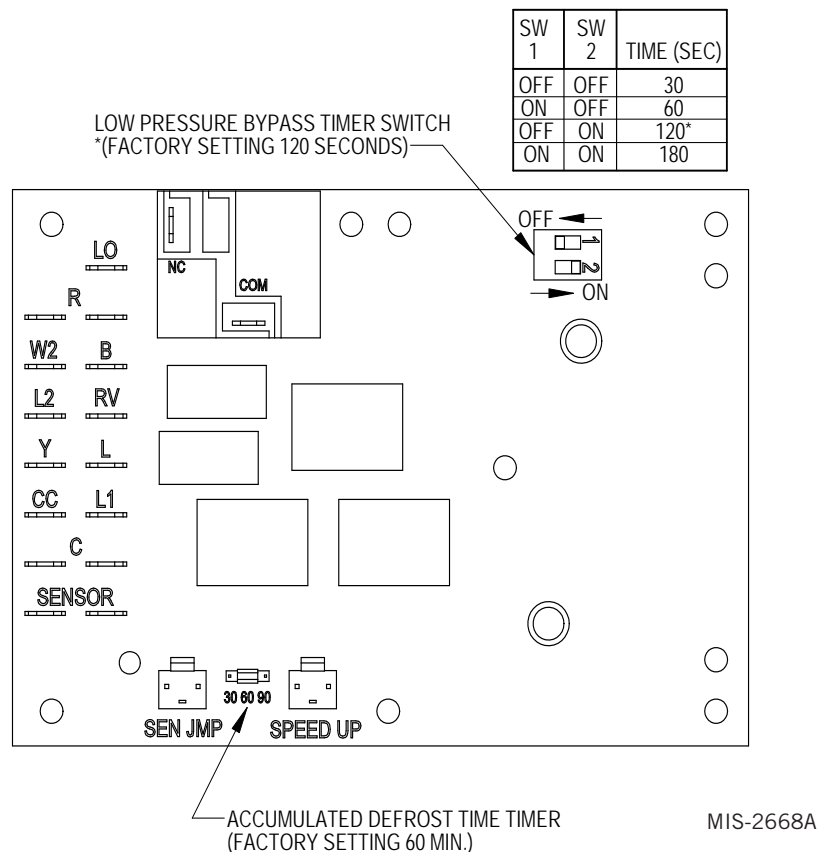 SW 1 SW 2 TIME (SEC)
OFF OFF 30
ON OFF 60
OFF ON 120*
ON ON 180
LOW PRESSURE BYPASS TIMER SWITCH
*(FACTORY SETTING 120 SECONDS)
OFF
1
2
ON
NC
COM
LO
R
W2 B
L2 RV
Y L
CC L1
C
SENSOR
30 60 90
SEN JMP SPEED UP
ACCUMULATED DEFROST TIME TIMER
(FACTORY SETTING 60 MIN.)
MIS-2668A